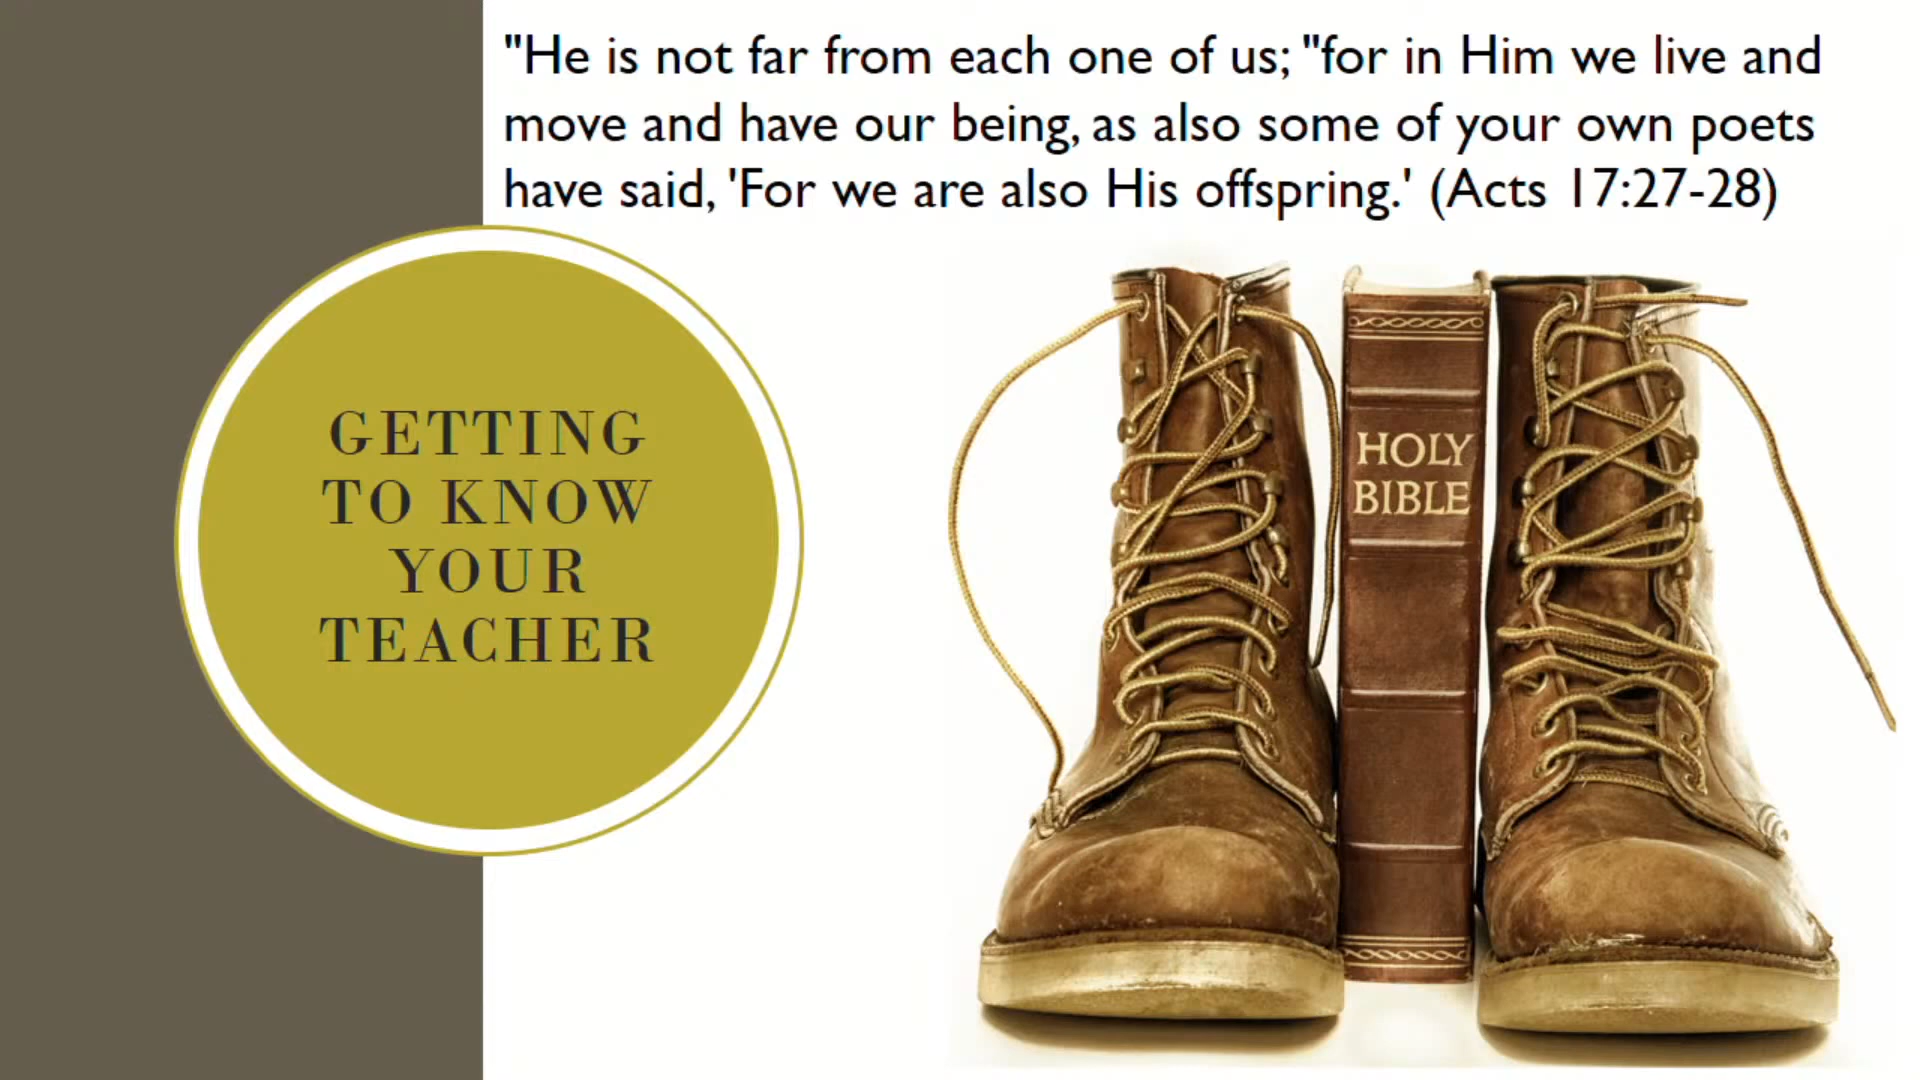 "He is not far from each one of us; "for in Him we live and
move and have our being, as also some of your own poets
have said, 'For we are also His offspring.' (Acts 17:27-28)
GETTING
TO KNOW
YOUR
TEACHER
HOLY
BIBLE